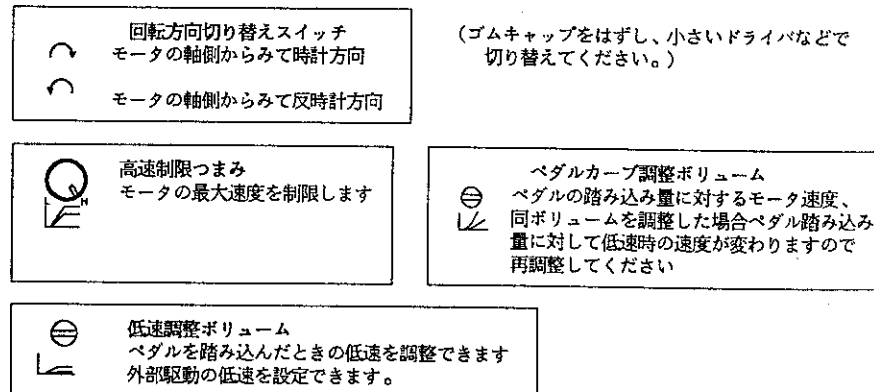 回転方向切り替えスイッチ
モータの軸側からみて時計方向
モータの軸側からみて反時計方向
(ゴムキャップをはずし、小さいドライバなどで
切り替えてください。)
高速制限つまみ
モータの最大速度を制限します
H
ペダルカーブ調整ボリューム
ペダルの踏み込み量に対するモータ速度、
同ボリュームを調整した場合ペダル踏み込み
量に対して低速時の速度が変わりますので
再調整してください
低速調整ボリューム
ペダルを踏み込んだときの低速を調整できます
外部駆動の低速を設定できます。